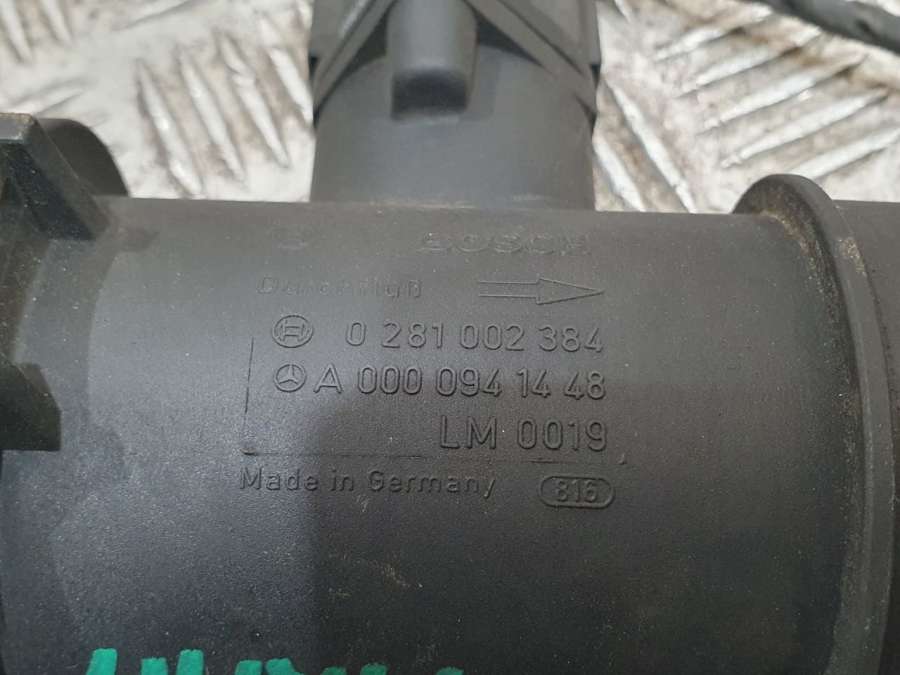 BOSCH
Durchfluß
0 281 002 384
A 000 094 14 48
LM 0019
Made in Germany 816